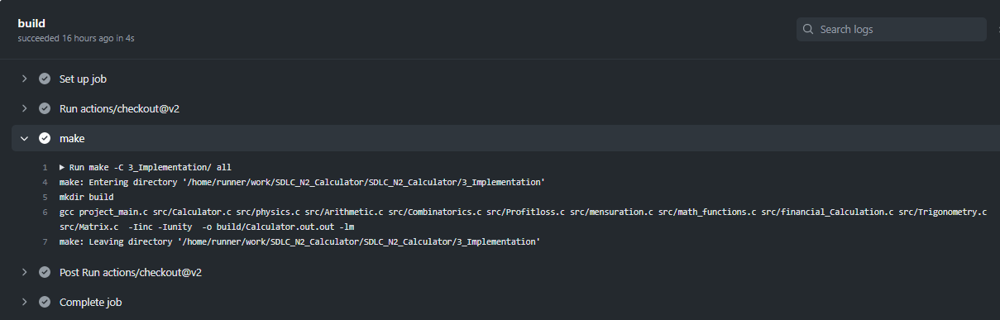 build
succeeded 16 hours ago in 4s
Search logs
Set up job
Run actions/checkout@v2
make
1 ▶ Run make -C 3_Implementation/ all
4 make: Entering directory '/home/runner/work/SDLC_N2_Calculator/SDLC_N2_Calculator/3_Implementation'
5 mkdir build
6 gcc project_main.c src/Calculator.c src/physics.c src/Arithmetic.c src/Combinatorics.c src/Profitloss.c src/mensuration.c src/math_functions.c src/financial_Calculation.c src/Trigonometry.c
src/Matrix.c  -Iinc -Iunity  -o build/Calculator.out.out -lm
7 make: Leaving directory '/home/runner/work/SDLC_N2_Calculator/SDLC_N2_Calculator/3_Implementation'
Post Run actions/checkout@v2
Complete job